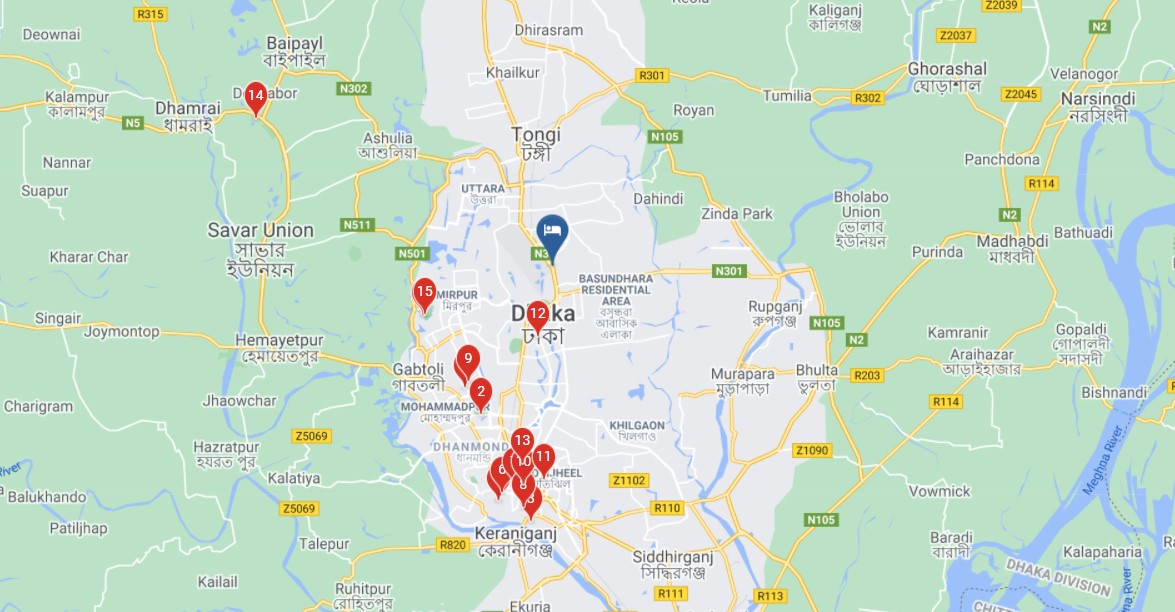 R315
Deownai
Baipayl
বাইপাইল
Dhirasram
Kaliganj
কালিগঞ্জ
Z2039
N2
Z2037
Khailkur
R301
Ghorashal
ঘোড়াশাল
Velanogor
14
N302
Kalampur
কালামপুর
Dhamrai
ধামরাই
N5
Tumilia
R302
Z2045
Narsingdi
নরসিংদী
Royan
Ashulia
আশুলিয়া
Tongi
টঙ্গী
N105
Nannar
Panchdona
Suapur
UTTARA
উত্তরা
Dahindi
R114
Zinda Park
Bholabo
Union
ভোলাব
ইউনিয়ন
N511
N2
Savar Union
সাভার
ইউনিয়ন
Bathuadi
Madhabdi
মাধবদী
Purinda
Kharar Char
N501
N301
BASUNDHARA
RESIDENTIAL
AREA
বসুন্ধরা
আবাসিক
এলাকা
15
MIRPUR
মিরপুর
12
ঢাকা
Rupganj
রূপগঞ্জ
N105
Singair
Joymontop
Hemayetpur
হেমায়েতপুর
N2
Kamranir
Gopaldi
গোপালদী
সদাসদী
Araihazar
আড়াইহাজার
9
Gabtoli
গাবতলী
Murapara
মুড়াপাড়া
Bhulta
ভুলতা
R203
2
Bishnandi
Jhaowchar
Charigram
R114
মোহাম্মদপুর
Z5069
KHILGAON
খিলগাও
13
Hazratpur
হযরত পুর
ধানমন্ডি
Z1090
11
10
6
Meghna River
River
Kalatiya
Z1102
8
Balukhando
Vowmick
3
Z5069
R110
Patiljhap
N105
Keraniganj
কেরানীগঞ্জ
Talepur
R820
Baradi
বারাদী
Kalapaharia
Siddhirganj
সিদ্ধিরগঞ্জ
DHAKA DIVISION
Kailail
Ruhitpur
রোহিতপুর
R111
R113
Ekuria
River